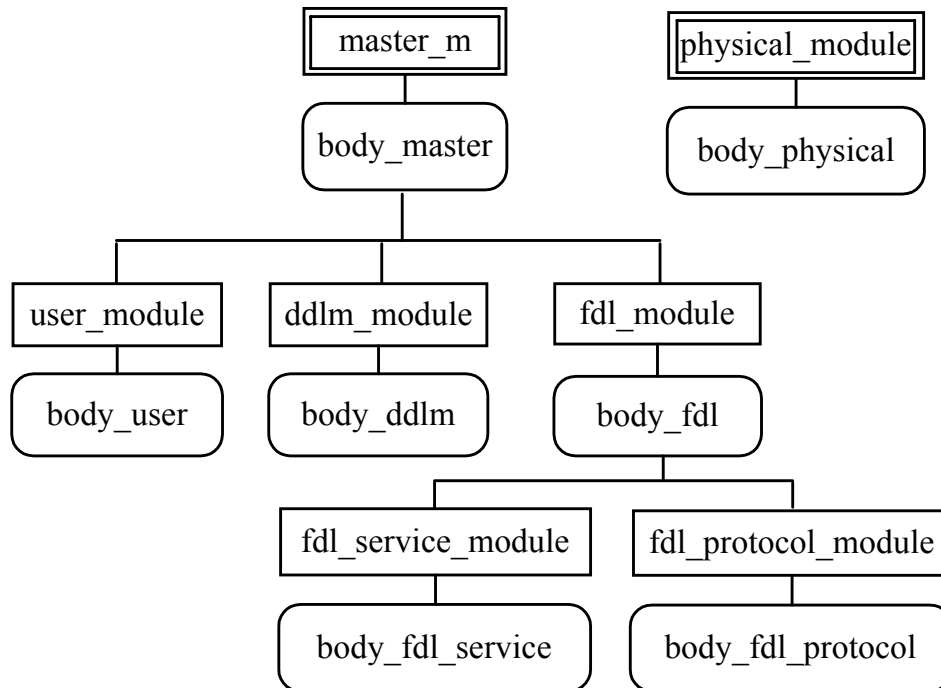 master_m
physical_module
body_master
body_physical
user_module
ddlm_module
fdl_module
body_user
body_ddlm
body_fdl
fdl_service_module
fdl_protocol_module
body_fdl_service
body_fdl_protocol